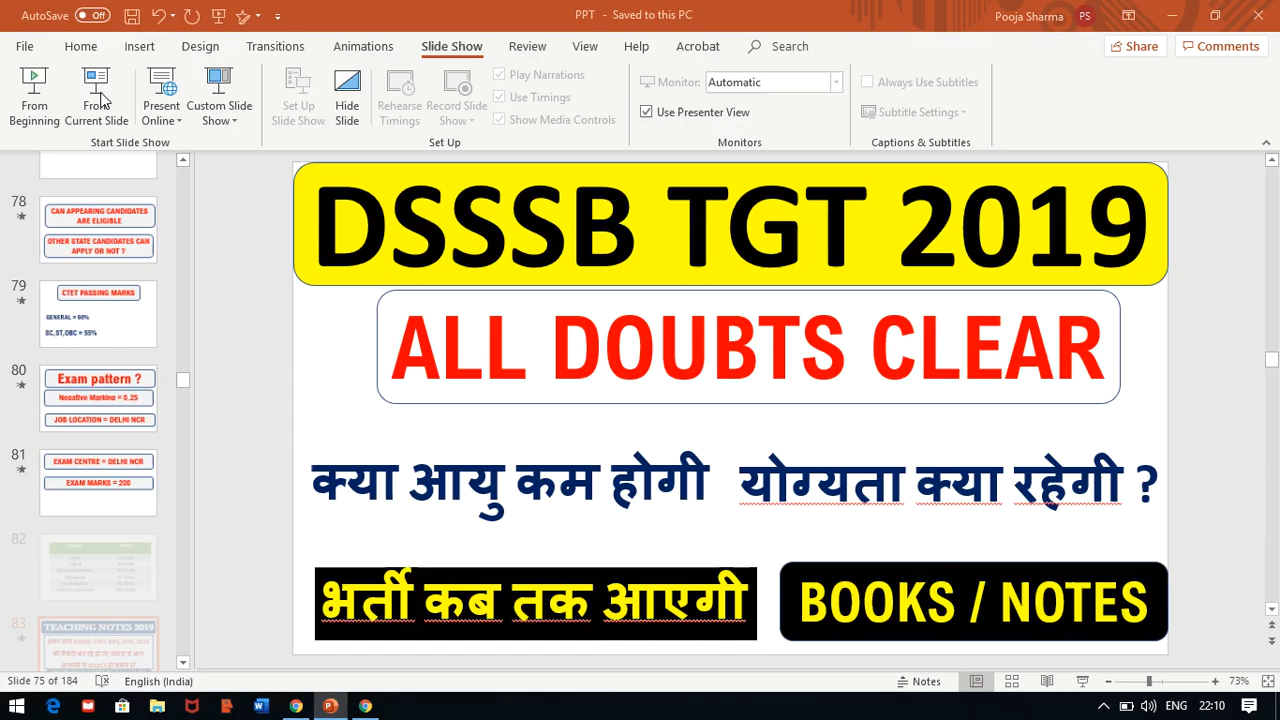 AutoSave Off
PPT - Saved to this PC
Pooja Sharma PS
File Home Insert Design Transitions Animations Slide Show Review View Help Acrobat Search Share Comments
From Beginning
From Current Slide
Present Online
Custom Slide Show
Set Up Slide Show
Hide Slide
Rehearse Timings
Record Slide Show
Play Narrations
Use Timings
Show Media Controls
Monitor: Automatic
Use Presenter View
Always Use Subtitles
Subtitle Settings
Start Slide Show
Set Up
Monitors
Captions & Subtitles
78
CAN APPEARING CANDIDATES
ARE ELIGIBLE
OTHER STATE CANDIDATES CAN
APPLY OR NOT ?
79
CTET PASSING MARKS
GENERAL = 60%
SC,ST,OBC = 55%
80
Exam pattern ?
Negative Marking = 0.25
JOB LOCATION = DELHI NCR
81
EXAM CENTRE = DELHI NCR
EXAM MARKS = 200
82
83
TEACHING NOTES 2019
DSSSB TGT 2019
ALL DOUBTS CLEAR
क्या आयु कम होगी योग्यता क्या रहेगी ?
भर्ती कब तक आएगी
BOOKS / NOTES
Slide 75 of 184
English (India)
Notes
73%
ENG
22:10